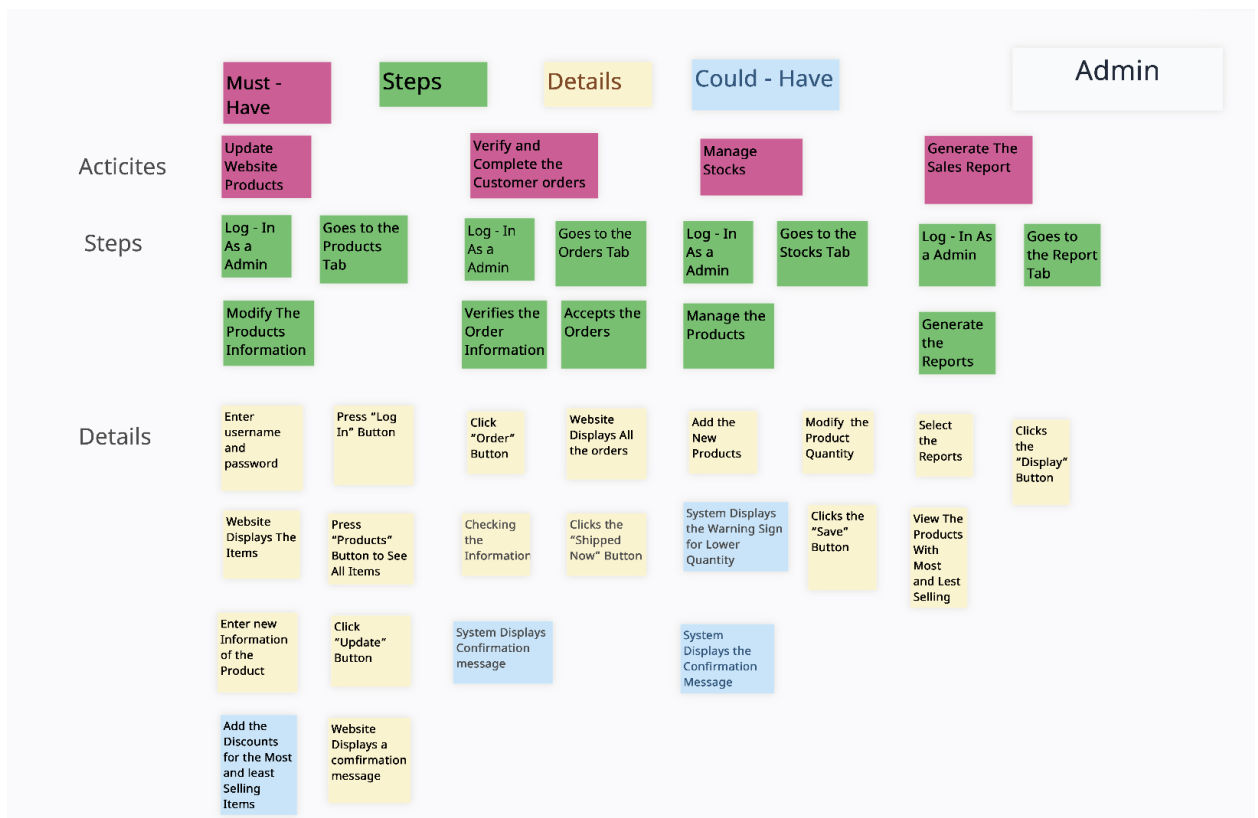 Must -
Have
Steps
Details
Could - Have
Admin
Acticites
Update
Website
Products
Verify and
Complete the
Customer orders
Manage
Stocks
Generate The
Sales Report
Steps
Log - In
As a
Admin
Goes to the
Products
Tab
Log - In
As a
Admin
Goes to the
Orders Tab
Log - In
As a
Admin
Goes to the
Stocks Tab
Log - In As
a Admin
Goes to
the Report
Tab
Modify The
Products
Information
Verifies the
Order
Information
Accepts the
Orders
Manage the
Products
Generate
the
Reports
Details
Enter
username
and
password
Press “Log
In” Button
Click
“Order”
Button
Website
Displays All
the orders
Add the
New
Products
Modify the
Product
Quantity
Select
the
Reports
Clicks
the
“Display”
Button
Website
Displays The
Items
Press
“Products”
Button to See
All Items
Checking
the
Information
Clicks the
“Shipped
Now” Button
System Displays
the Warning Sign
for Lower
Quantity
Clicks the
“Save”
Button
View The
Products
With
Most
and Lest
Selling
Enter new
Information
of the
Product
Click
“Update”
Button
System Displays
Confirmation
message
System
Displays the
Confirmation
Message
Add the
Discounts
for the Most
and least
Selling
Items
Website
Displays a
comfirmation
message